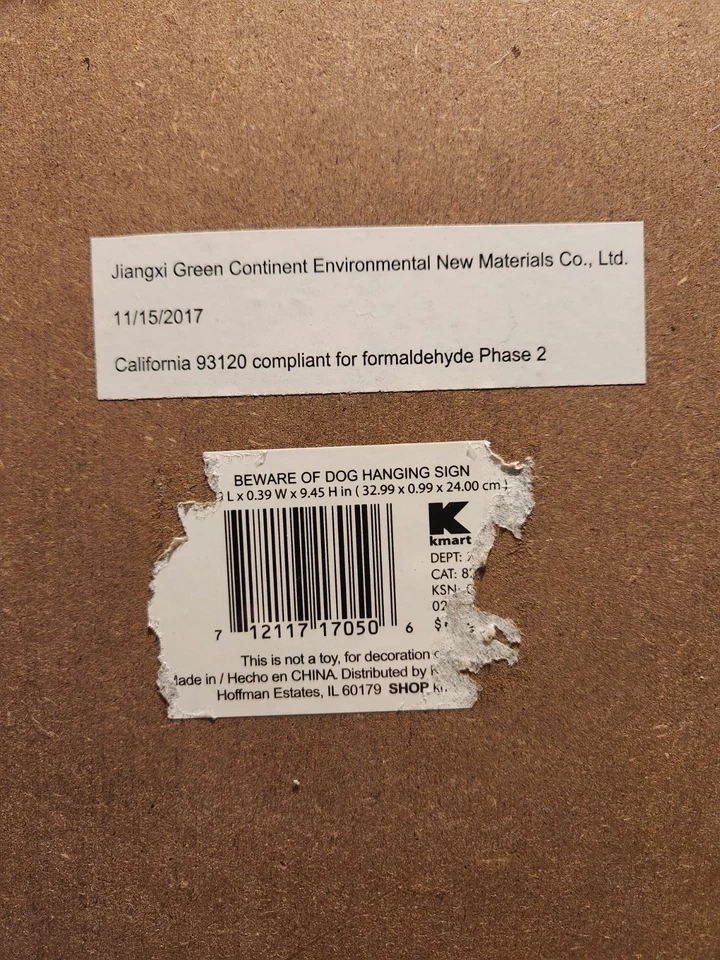 Jiangxi Green Continent Environmental New Materials Co., Ltd.
11/15/2017
California 93120 compliant for formaldehyde Phase 2
BEWARE OF DOG HANGING SIGN
L x 0.39 W x 9.45 H in ( 32.99 x 0.99 x 24.00 cm )
K
kmart
DEPT:
CAT: 8
KSN:
02
$
7 12117 17050 6
This is not a toy, for decoration
in / Hecho en CHINA. Distributed by
Hoffman Estates, IL 60179 SHOP